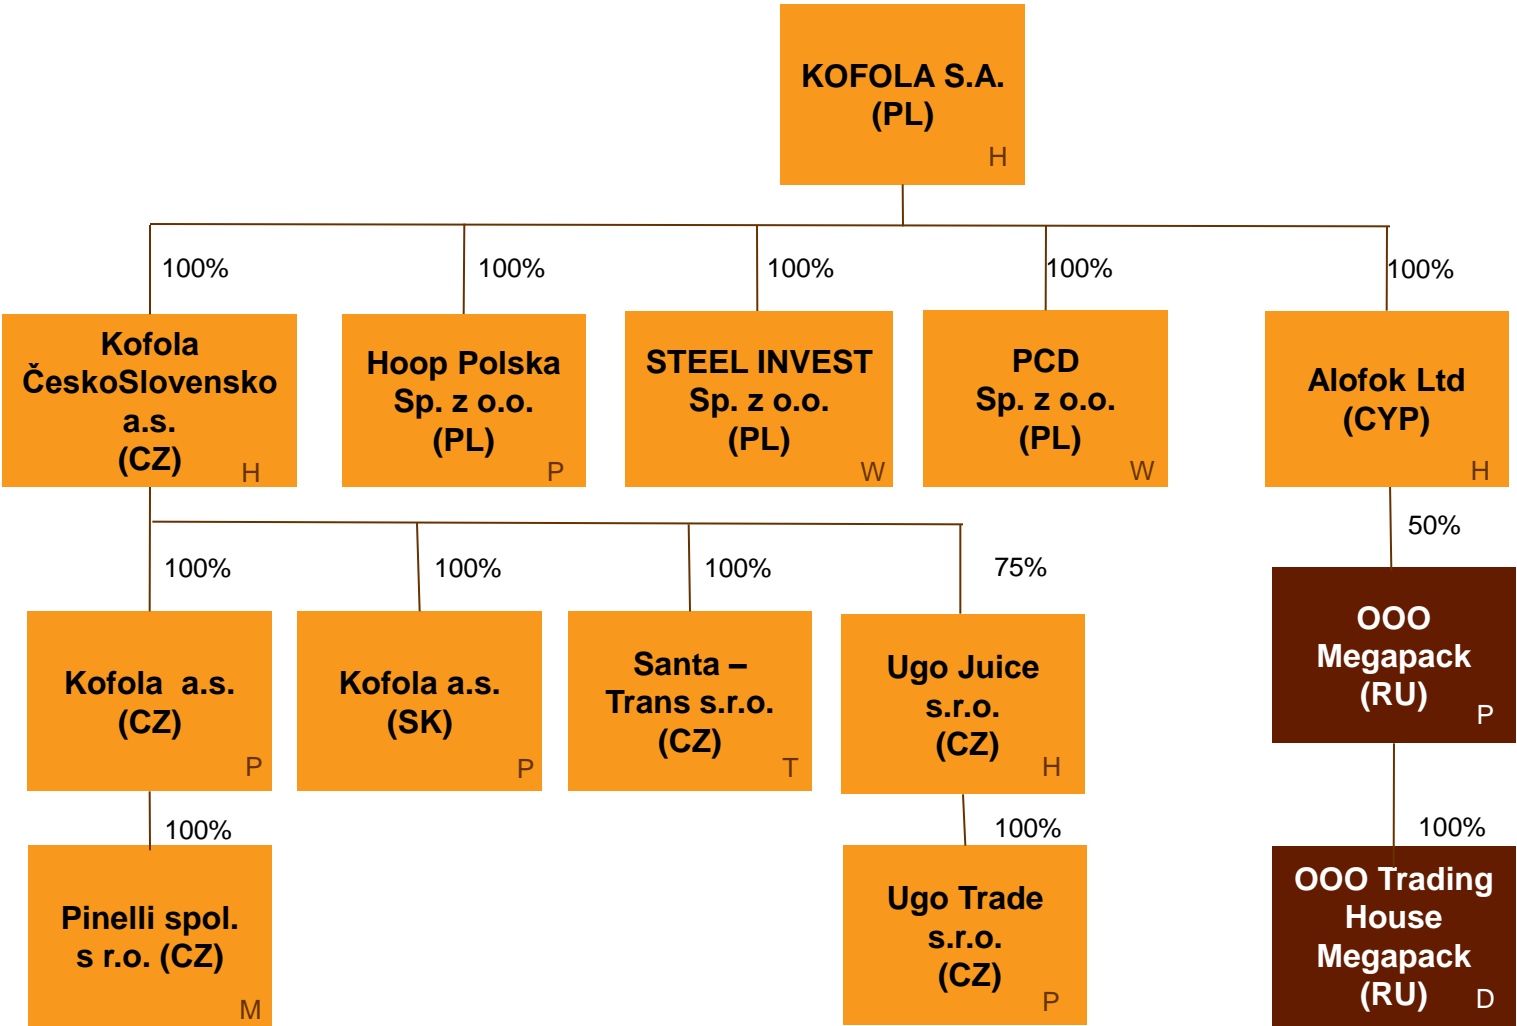 KOFOLA S.A.
(PL)
H
100%
100%
100%
100%
100%
Kofola
ČeskoSlovensko
a.s.
(CZ)
H
Hoop Polska
Sp. z o.o.
(PL)
P
STEEL INVEST
Sp. z o.o.
(PL)
W
PCD
Sp. z o.o.
(PL)
W
Alofok Ltd
(CYP)
H
100%
100%
100%
75%
50%
Kofola a.s.
(CZ)
P
Kofola a.s.
(SK)
P
Santa –
Trans s.r.o.
(CZ)
T
Ugo Juice
s.r.o.
(CZ)
H
OOO
Megapack
(RU)
P
100%
100%
100%
Pinelli spol.
s r.o. (CZ)
M
Ugo Trade
s.r.o.
(CZ)
P
OOO Trading
House
Megapack
(RU)
D